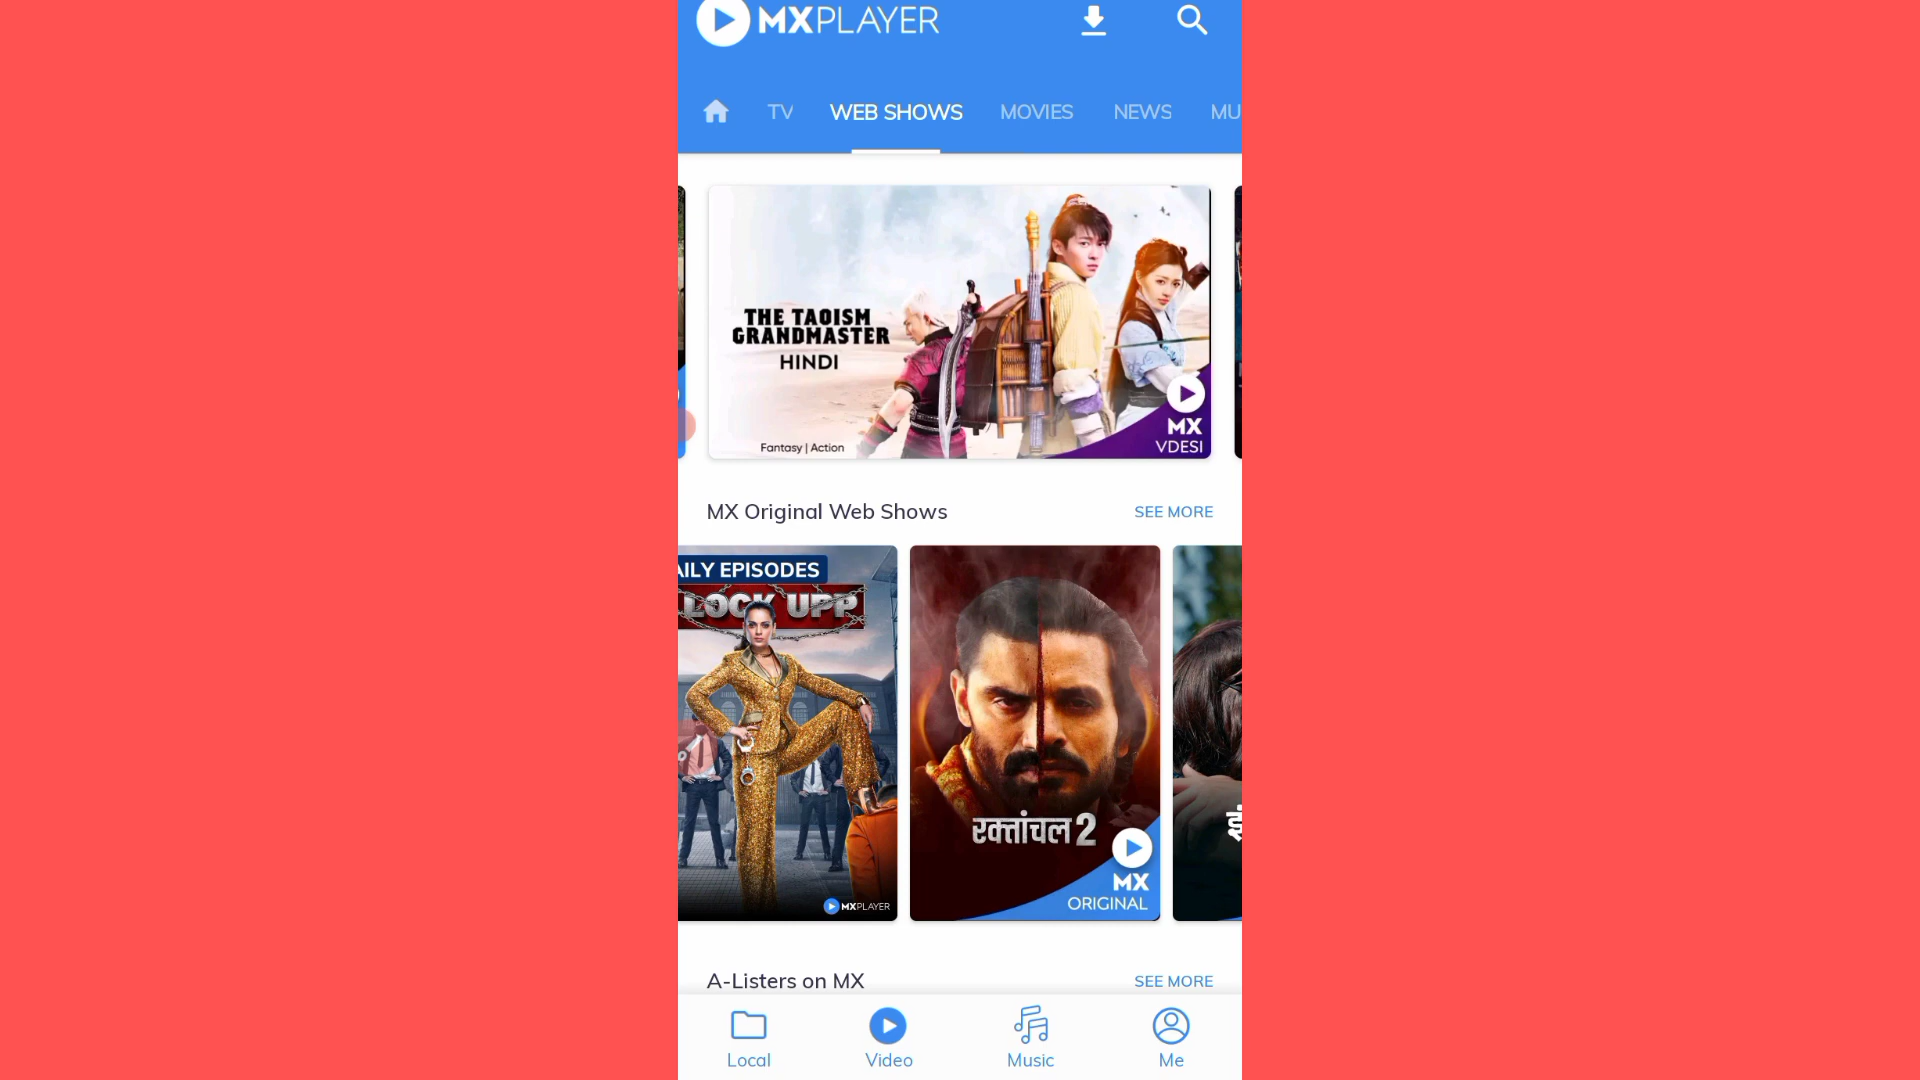 MXPLAYER
TV
WEB SHOWS
MOVIES
NEWS
MU
THE TAOISM
GRANDMASTER
HINDI
Fantasy | Action
MX
VDESI
MX Original Web Shows
SEE MORE
AILY EPISODES
LOCK UPP
MXPLAYER
रक्तांचल 2
MX
ORIGINAL
A-Listers on MX
SEE MORE
Local
Video
Music
Me